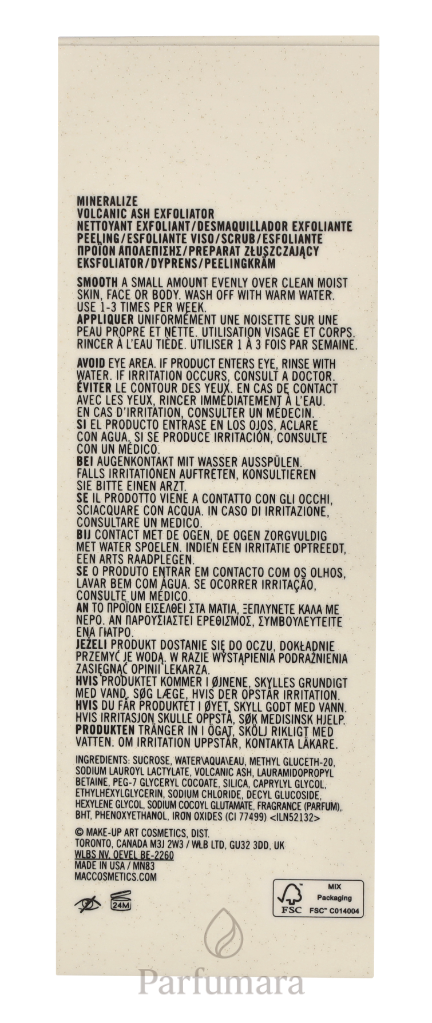 MINERALIZE
VOLCANIC ASH EXFOLIATOR
NETTOYANT EXFOLIANT/DESMAQUILLADOR EXFOLIANTE
PEELING/ESFOLIANTE VISO/SCRUB/ESFOLIANTE
ΠΡΟΪΟΝ ΑΠΟΛΕΠΙΣΗΣ/PREPARAT ZŁUSZCZAJĄCY
EKSFOLIATOR/DYPRENS/PEELINGKRÄM
SMOOTH A SMALL AMOUNT EVENLY OVER CLEAN MOIST
SKIN, FACE OR BODY. WASH OFF WITH WARM WATER.
USE 1-3 TIMES PER WEEK.
APPLIQUER UNIFORMÉMENT UNE NOISETTE SUR UNE
PEAU PROPRE ET NETTE. UTILISATION VISAGE ET CORPS.
RINCER À L'EAU TIÈDE. UTILISER 1 À 3 FOIS PAR SEMAINE.
AVOID EYE AREA. IF PRODUCT ENTERS EYE, RINSE WITH
WATER. IF IRRITATION OCCURS, CONSULT A DOCTOR.
ÉVITER LE CONTOUR DES YEUX. EN CAS DE CONTACT
AVEC LES YEUX, RINCER IMMÉDIATEMENT À L'EAU.
EN CAS D'IRRITATION, CONSULTER UN MÉDECIN.
SI EL PRODUCTO ENTRASE EN LOS OJOS, ACLARE
CON AGUA. SI SE PRODUCE IRRITACIÓN, CONSULTE
CON UN MÉDICO.
BEI AUGENKONTAKT MIT WASSER AUSSPÜLEN.
FALLS IRRITATIONEN AUFTRETEN, KONSULTIEREN
SIE BITTE EINEN ARZT.
SE IL PRODOTTO VIENE A CONTATTO CON GLI OCCHI,
SCIACQUARE CON ACQUA. IN CASO DI IRRITAZIONE,
CONSULTARE UN MEDICO.
BIJ CONTACT MET DE OGEN, DE OGEN ZORGVULDIG
MET WATER SPOELEN. INDIEN EEN IRRITATIE OPTREEDT,
EEN ARTS RAADPLEGEN.
SE O PRODUTO ENTRAR EM CONTACTO COM OS OLHOS,
LAVAR BEM COM ÁGUA. SE OCORRER IRRITAÇÃO,
CONSULTE UM MÉDICO.
ΑΝ ΤΟ ΠΡΟΪΟΝ ΕΙΣΕΛΘΕΙ ΣΤΑ ΜΑΤΙΑ, ΞΕΠΛΥΝΕΤΕ ΚΑΛΑ ΜΕ
ΝΕΡΟ. ΑΝ ΠΑΡΟΥΣΙΑΣΤΕΙ ΕΡΕΘΙΣΜΟΣ, ΣΥΜΒΟΥΛΕΥΤΕΙΤΕ
ΕΝΑ ΓΙΑΤΡΟ.
JEŻELI PRODUKT DOSTANIE SIĘ DO OCZU, DOKŁADNIE
PRZEMYĆ JE WODĄ. W RAZIE WYSTĄPIENIA PODRAŻNIENIA
ZASIĘGNĄĆ OPINII LEKARZA.
HVIS PRODUKTET KOMMER I ØJNENE, SKYLLES GRUNDIGT
MED VAND. SØG LÆGE, HVIS DER OPSTÅR IRRITATION.
HVIS DU FÅR PRODUKTET I ØYET, SKYLL GODT MED VANN.
HVIS IRRITASJON SKULLE OPPSTÅ, SØK MEDISINSK HJELP.
PRODUKTEN TRÄNGER IN I ÖGAT, SKÖLJ RIKLIGT MED
VATTEN. OM IRRITATION UPPSTÅR, KONTAKTA LÄKARE.
INGREDIENTS: SUCROSE, WATER\AQUA\EAU, METHYL GLUCETH-20,
SODIUM LAUROYL LACTYLATE, VOLCANIC ASH, LAURAMIDOPROPYL
BETAINE, PEG-7 GLYCERYL COCOATE, SILICA, CAPRYLYL GLYCOL,
ETHYLHEXYLGLYCERIN, SODIUM CHLORIDE, DECYL GLUCOSIDE,
HEXYLENE GLYCOL, SODIUM COCOYL GLUTAMATE, FRAGRANCE (PARFUM),
BHT, PHENOXYETHANOL, IRON OXIDES (CI 77499) <ILN52132>
© MAKE-UP ART COSMETICS, DIST.
TORONTO, CANADA M3J 2W3 / WLB LTD, GU32 3DD, UK
WLBS NV. OEVEL BE-2260
MADE IN USA / MN83
MACCOSMETICS.COM
24M
FSC
MIX
Packaging
FSC™ C014004
Parfumara